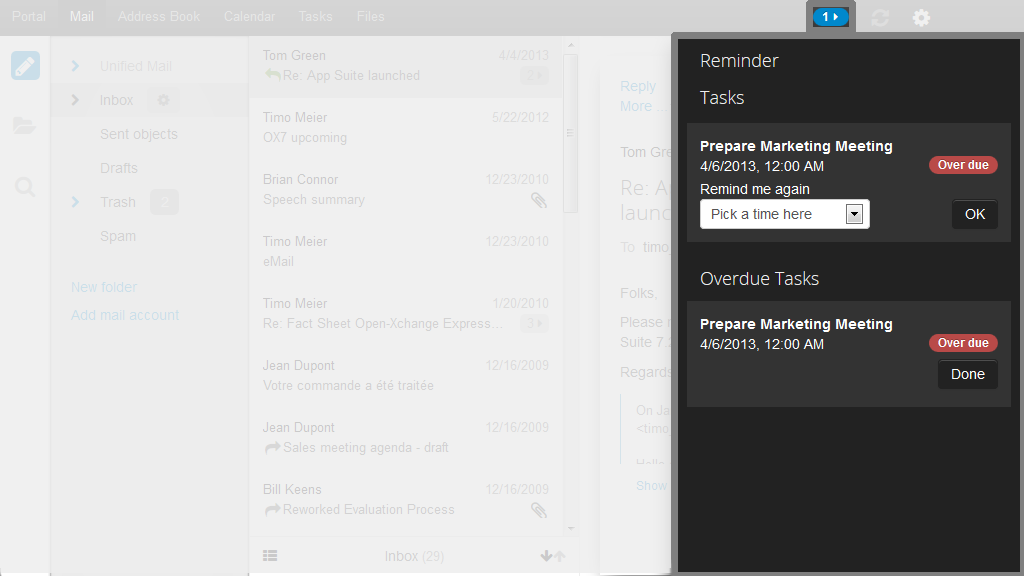 Portal Mail Address Book Calendar Tasks Files 1
Unified Mail
Inbox
Sent objects
Drafts
Trash 2
Spam
New folder
Add mail account
Tom Green 4/4/2013
Re: App Suite launched 2
Timo Meier 5/22/2012
OX7 upcoming
Brian Connor 12/23/2010
Speech summary
Timo Meier 12/23/2010
eMail
Timo Meier 1/20/2010
Re: Fact Sheet Open-Xchange Express... 3
Jean Dupont 12/16/2009
Votre commande a été traitée
Jean Dupont 12/16/2009
Sales meeting agenda - draft
Bill Keens 12/16/2009
Reworked Evaluation Process
Inbox (29)
Reply
More ...
Tom Gre
Re: A
launc
To timo
Folks,
Please
Suite 7.
Regards
On Ja
<timo
Hello
Show
Reminder
Tasks
Prepare Marketing Meeting
4/6/2013, 12:00 AM Over due
Remind me again
Pick a time here OK
Overdue Tasks
Prepare Marketing Meeting
4/6/2013, 12:00 AM Over due
Done